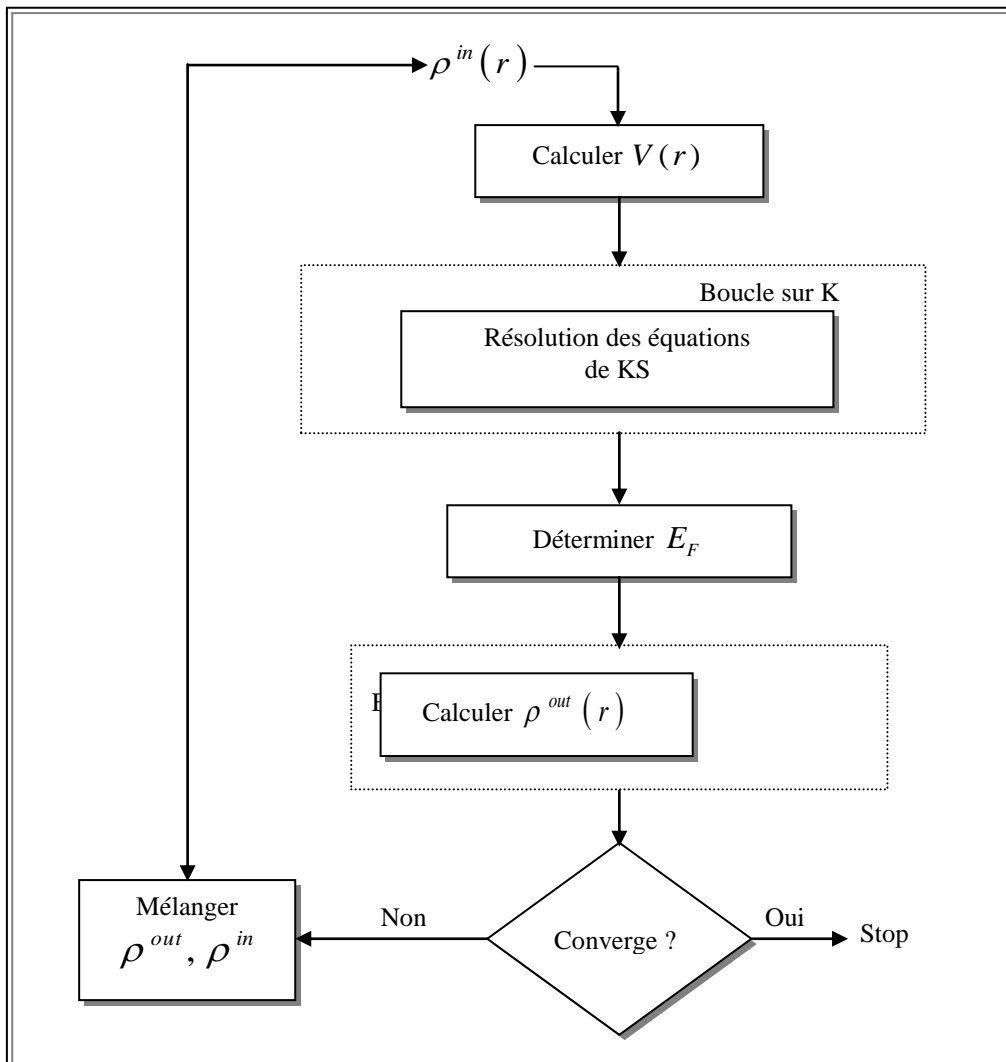 ρ^in(r)
Calculer V(r)
Boucle sur K
Résolution des équations
de KS
Déterminer E_F
Calculer ρ^out(r)
Converge ?
Non
Oui
Stop
Mélanger
ρ^out, ρ^in